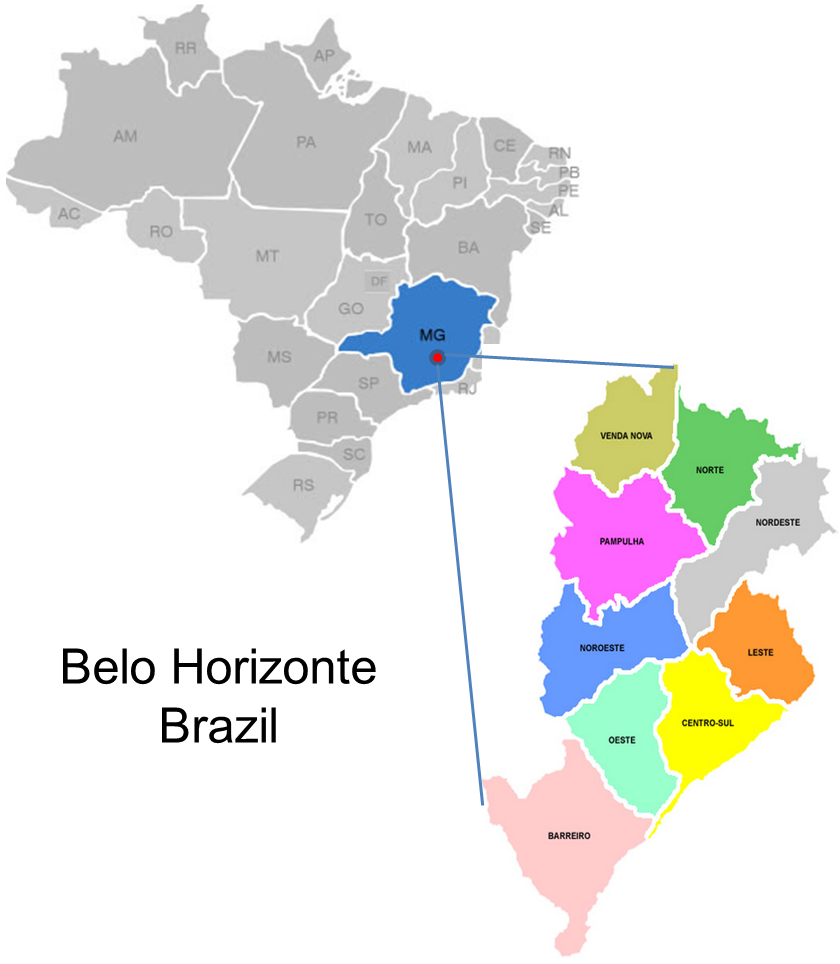 RR
AP
AM
PA
MA
CE
RN
PB
PI
PE
AC
AL
TO
SE
RO
BA
MT
DF
GO
MG
MS
SP
RJ
PR
SC
RS
VENDA NOVA
NORTE
NORDESTE
PAMPULHA
NOROESTE
LESTE
CENTRO-SUL
OESTE
BARREIRO
Belo Horizonte
Brazil